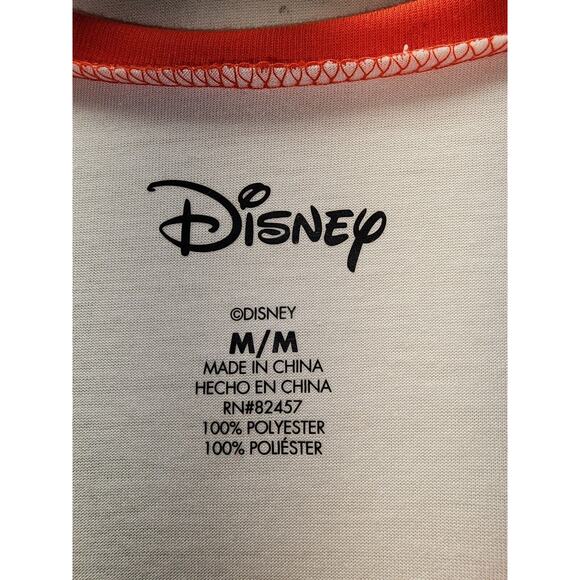 Disney
©DISNEY
M/M
MADE IN CHINA
HECHO EN CHINA
RN#82457
100% POLYESTER
100% POLIÉSTER